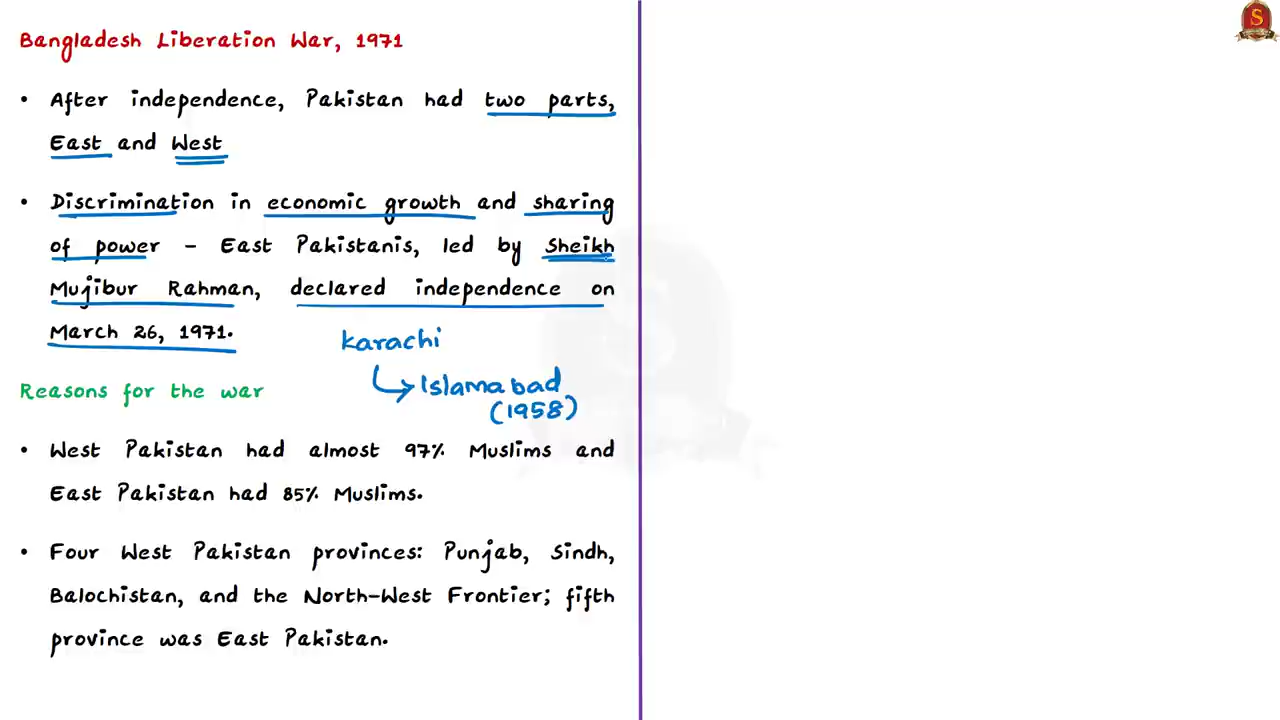 Bangladesh Liberation War, 1971
• After independence, Pakistan had two parts,
East and West
• Discrimination in economic growth and sharing
of power - East Pakistanis, led by Sheikh
Mujibur Rahman, declared independence on
March 26, 1971.
Karachi
Islamabad
(1958)
Reasons for the war
• West Pakistan had almost 97% Muslims and
East Pakistan had 85% Muslims.
• Four West Pakistan provinces: Punjab, Sindh,
Balochistan, and the North-West Frontier; fifth
province was East Pakistan.
S